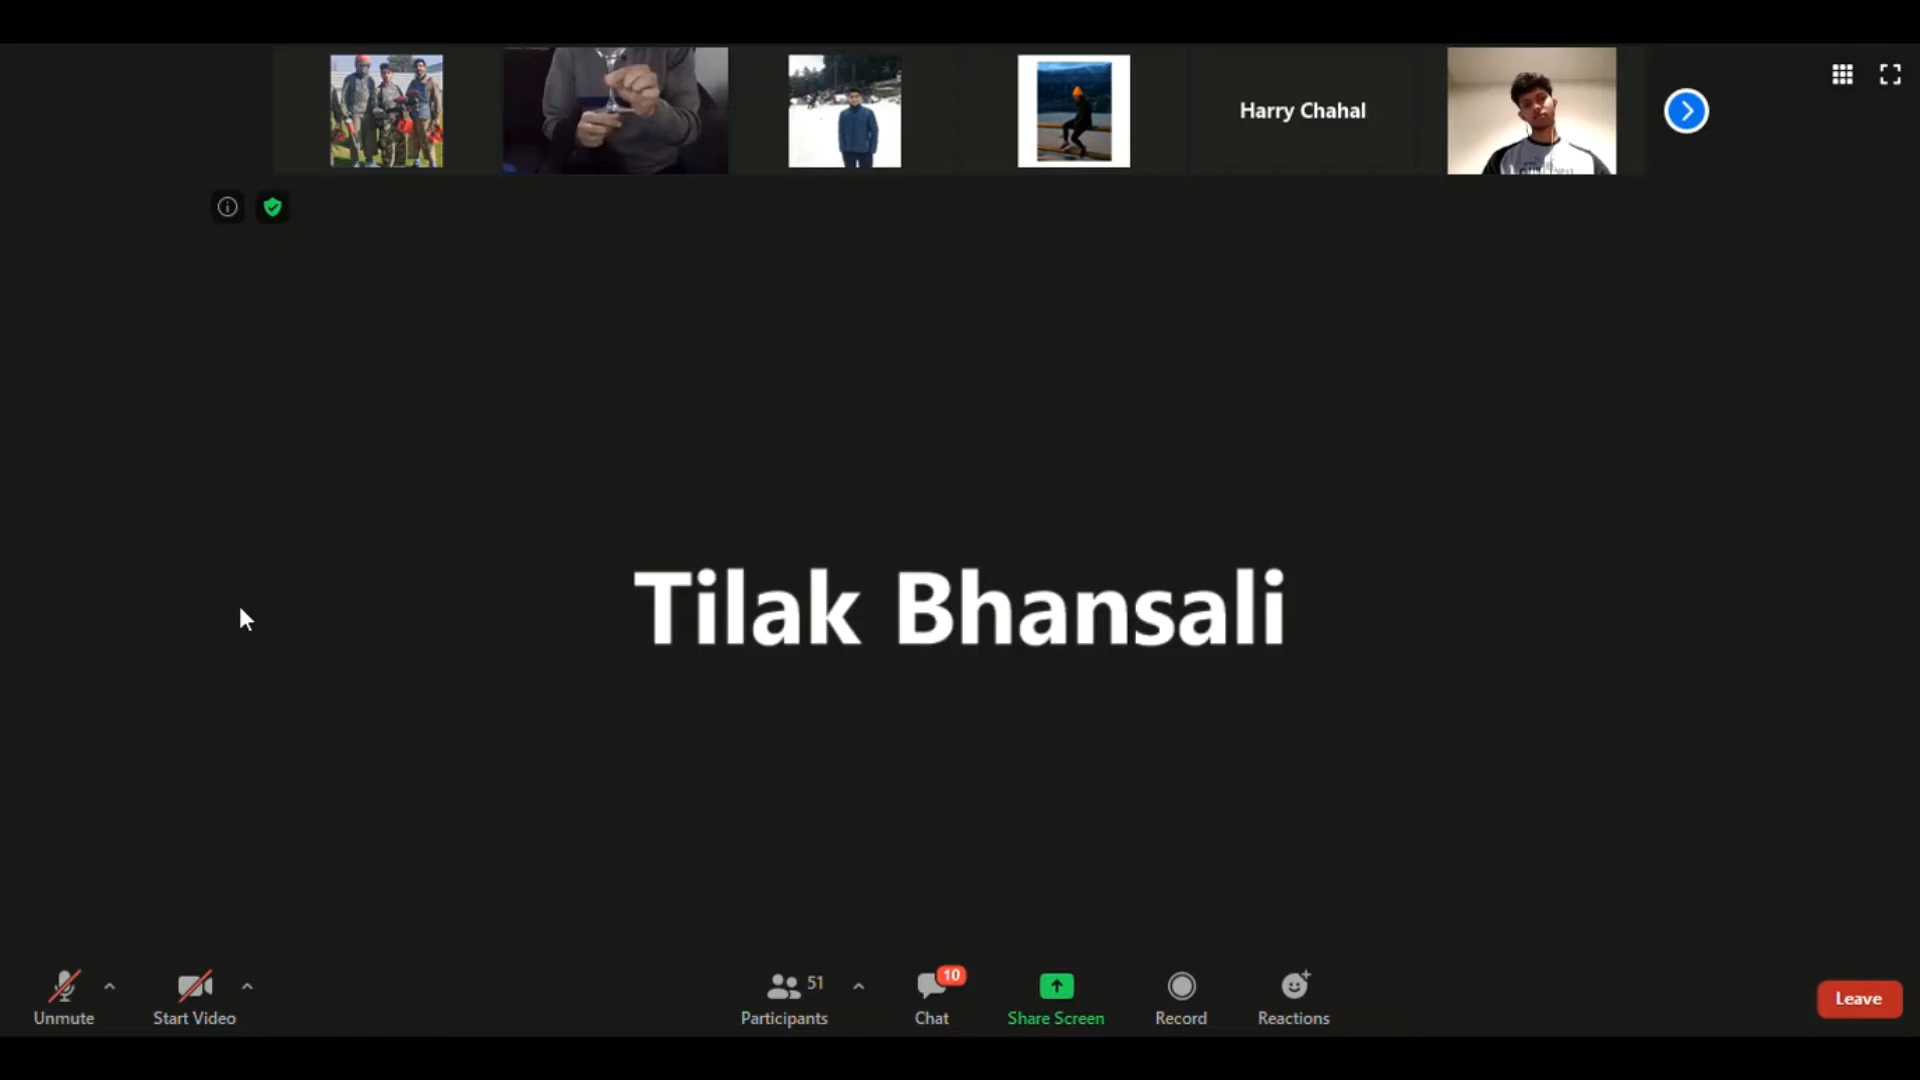 Harry Chahal
Tilak Bhansali
Unmute
Start Video
51
Participants
10
Chat
Share Screen
Record
Reactions
Leave